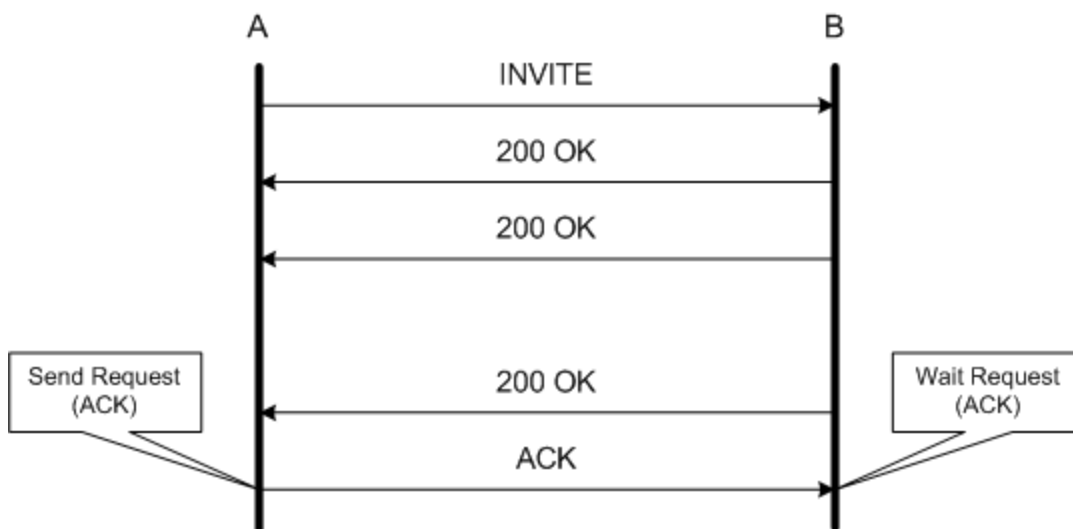 A
B
INVITE
200 OK
200 OK
Send Request
(ACK)
200 OK
Wait Request
(ACK)
ACK